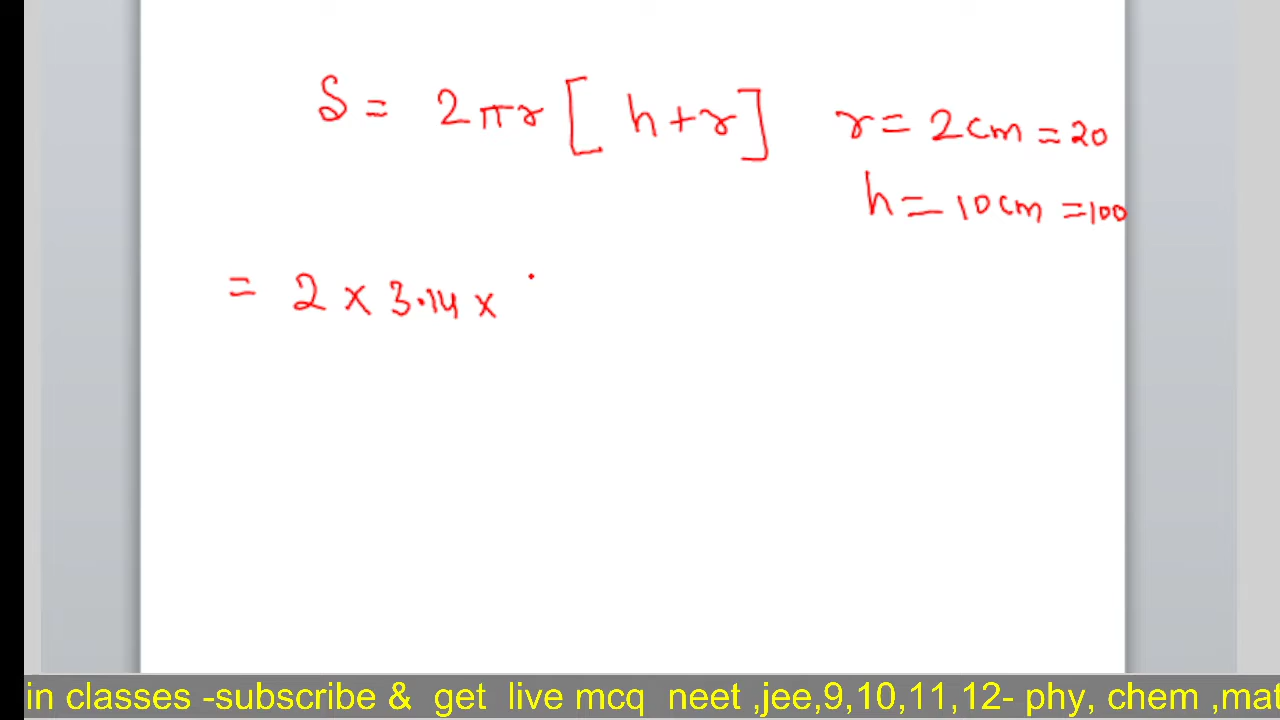 S = 2πr [h+r] r = 2cm = 20
h = 10cm = 100
= 2 × 3.14 ×
in classes -subscribe & get live mcq neet ,jee,9,10,11,12- phy, chem ,mat